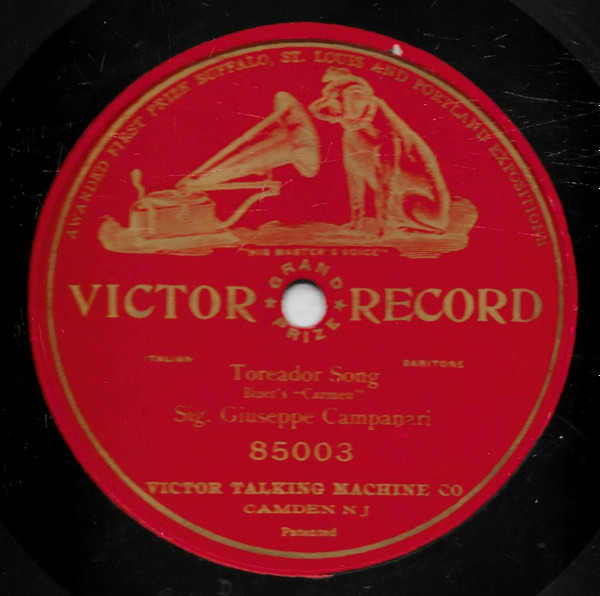 AWARDED FIRST PRIZE BUFFALO, ST. LOUIS AND PORTLAND EXPOSITIONS
"HIS MASTER'S VOICE"
VICTOR GRAND PRIZE RECORD
ITALIAN BARITONE
Toreador Song
Bizet's "Carmen"
Sig. Giuseppe Campanari
85003
VICTOR TALKING MACHINE CO
CAMDEN N J
Patented